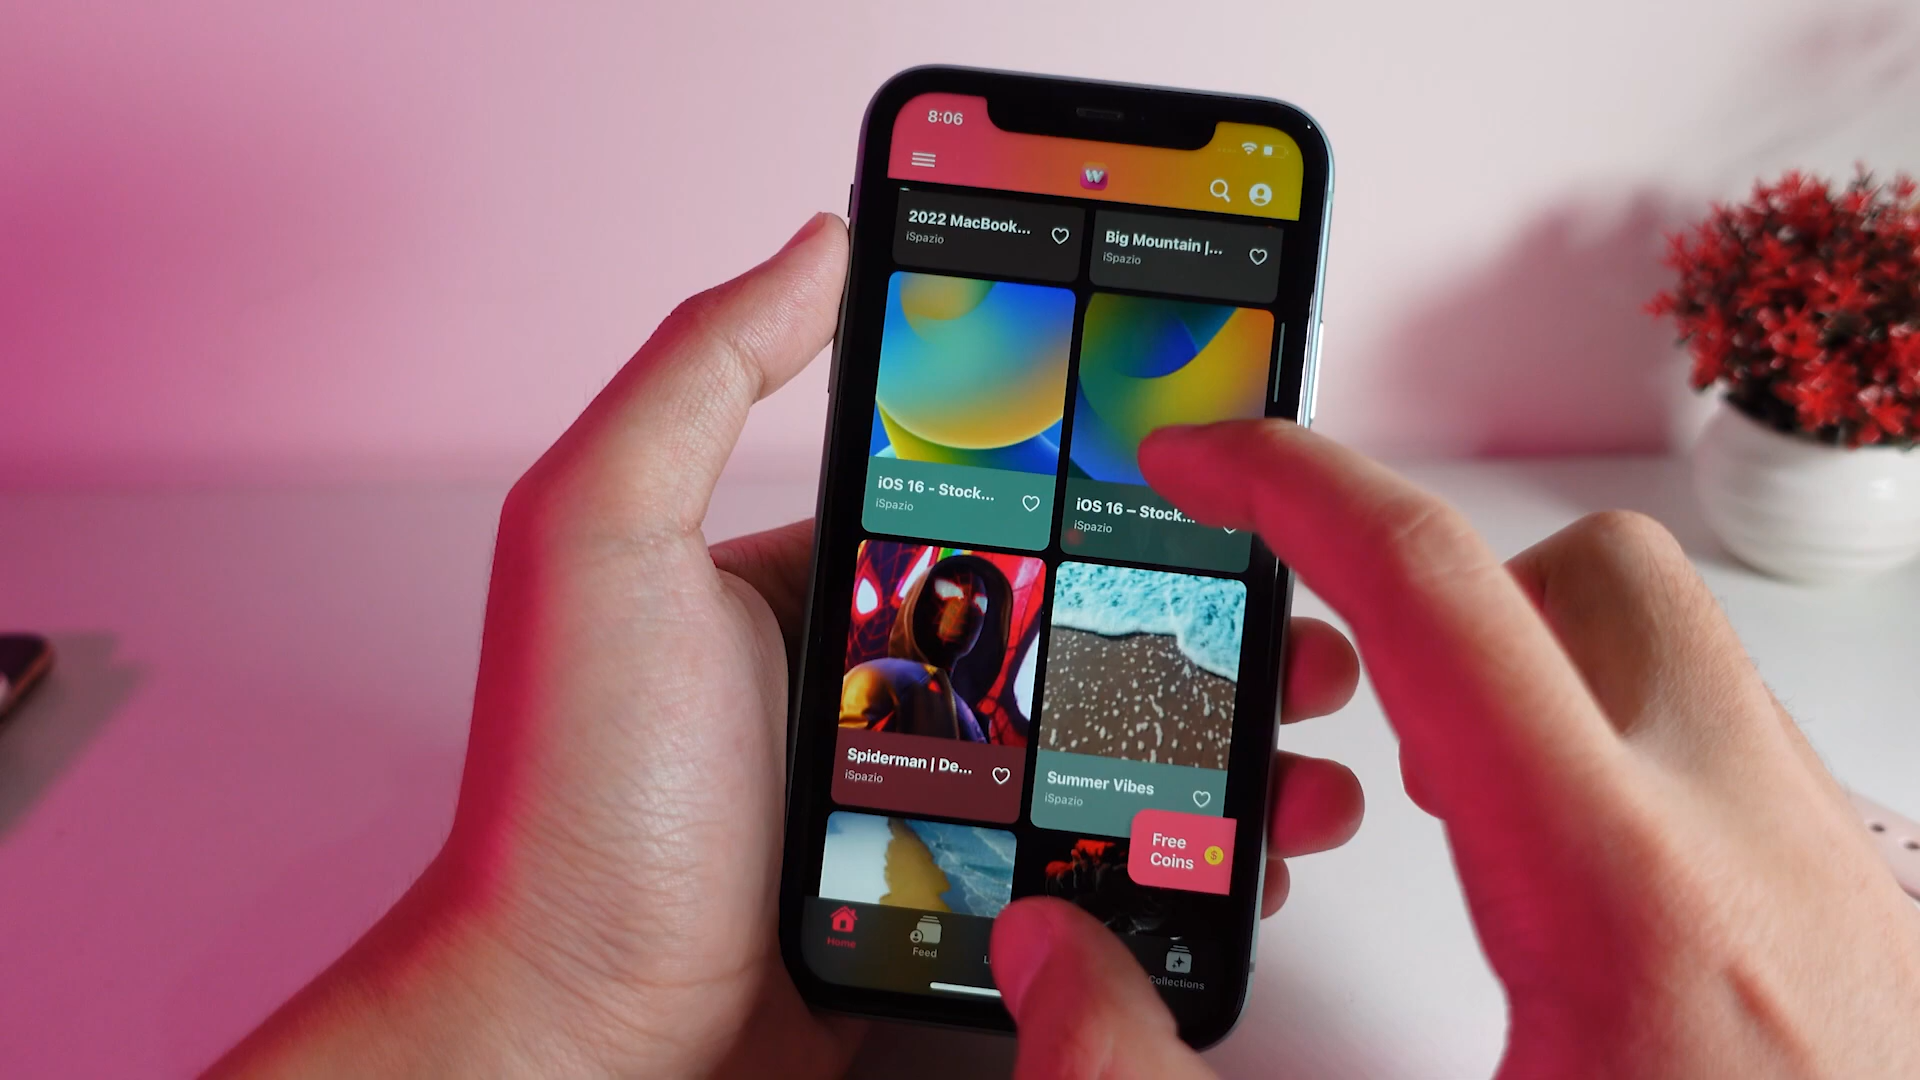 8:06
W
2022 MacBook...
iSpazio
Big Mountain |...
iSpazio
iOS 16 - Stock...
iSpazio
iOS 16 – Stock...
iSpazio
Spiderman | De...
iSpazio
Summer Vibes
iSpazio
Free
Coins
$
Home
Feed
L
Collections